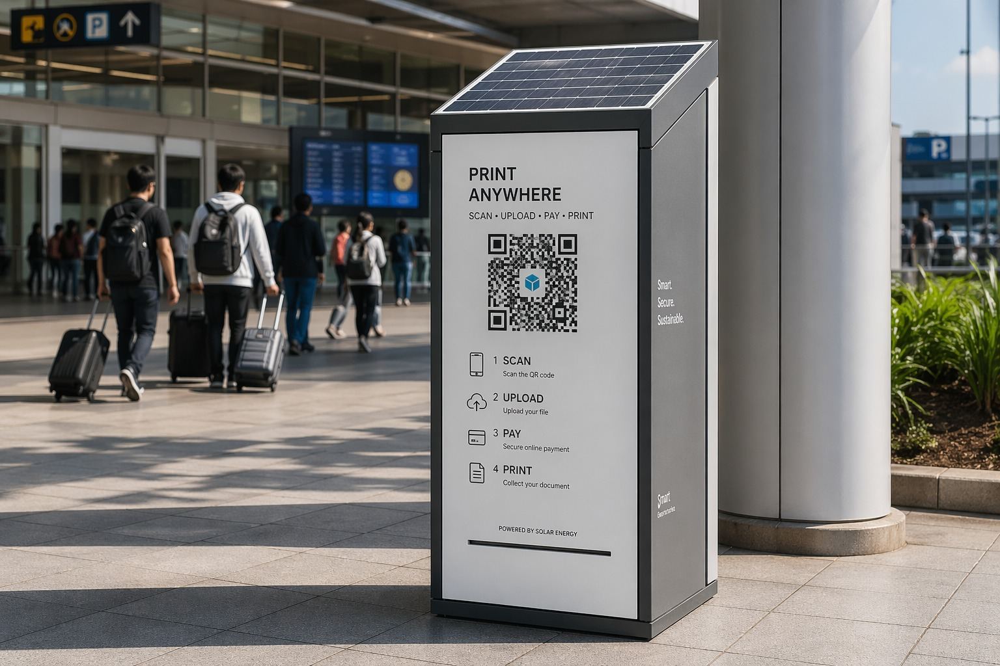 P
P
PRINT
ANYWHERE
SCAN • UPLOAD • PAY • PRINT
1 SCAN
Scan the QR code
2 UPLOAD
Upload your file
3 PAY
Secure online payment
4 PRINT
Collect your document
POWERED BY SOLAR ENERGY
Smart.
Secure.
Sustainable.
Smart